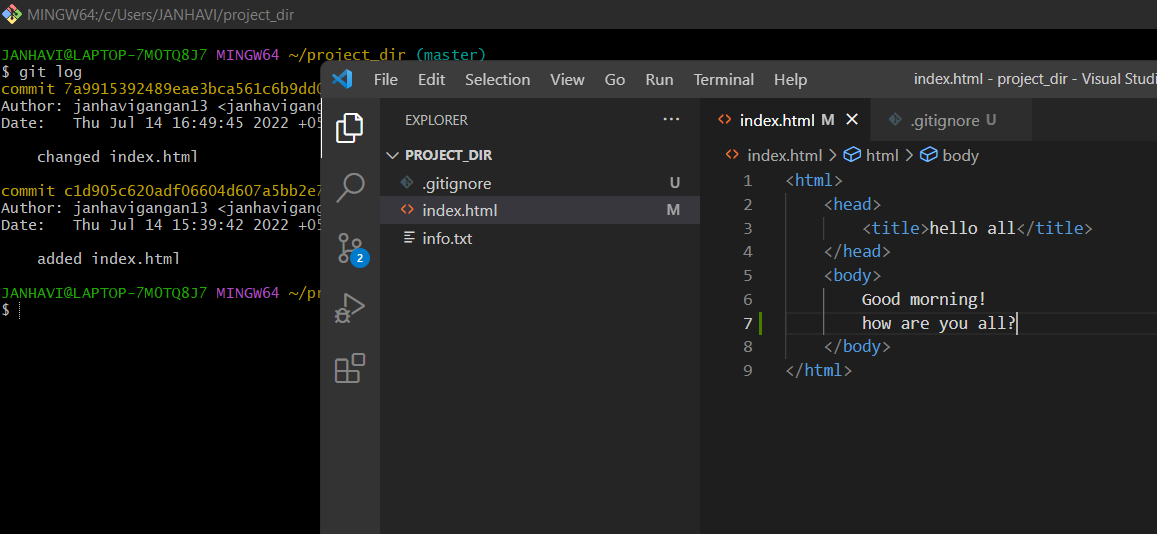 MINGW64:/c/Users/JANHAVI/project_dir
JANHAVI@LAPTOP-7M0TQ8J7 MINGW64 ~/project_dir (master)
$ git log
commit 7a9915392489eae3bca561c6b9dd0
Author: janhavigangan13 <janhavigang
Date:   Thu Jul 14 16:49:45 2022 +05
changed index.html
commit c1d905c620adf06604d607a5bb2e7
Author: janhavigangan13 <janhavigang
Date:   Thu Jul 14 15:39:42 2022 +05
added index.html
JANHAVI@LAPTOP-7M0TQ8J7 MINGW64 ~/pr
$
File Edit Selection View Go Run Terminal Help index.html - project_dir - Visual Studi
EXPLORER ···
PROJECT_DIR
.gitignore U
index.html M
info.txt
2
index.html M .gitignore U
index.html > html > body
1 <html>
2 <head>
3 <title>hello all</title>
4 </head>
5 <body>
6 Good morning!
7 how are you all?
8 </body>
9 </html>